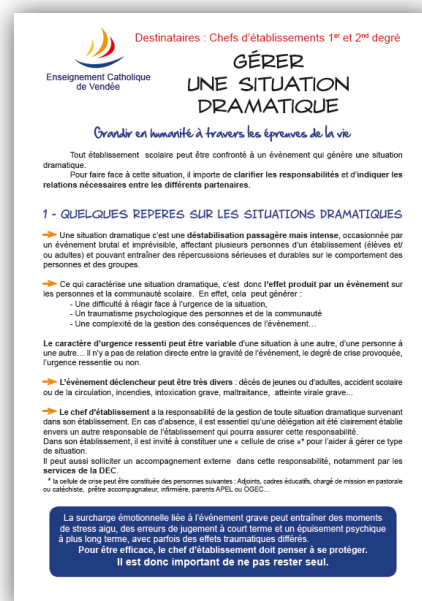 Destinataires : Chefs d'établissements 1er et 2nd degré
Enseignement Catholique
de Vendée
GÉRER
UNE SITUATION
DRAMATIQUE
Grandir en humanité à travers les épreuves de la vie
Tout établissement scolaire peut être confronté à un évènement qui génère une situation
dramatique.
Pour faire face à cette situation, il importe de clarifier les responsabilités et d'indiquer les
relations nécessaires entre les différents partenaires.
1 - QUELQUES REPERES SUR LES SITUATIONS DRAMATIQUES
Une situation dramatique c'est une déstabilisation passagère mais intense, occasionnée par
un événement brutal et imprévisible, affectant plusieurs personnes d'un établissement (élèves et/
ou adultes) et pouvant entraîner des répercussions sérieuses et durables sur le comportement
des personnes et des groupes.
Ce qui caractérise une situation dramatique, c'est donc l'effet produit par un évènement sur
les personnes et la communauté scolaire. En effet, cela peut générer :
- Une difficulté à réagir face à l'urgence de la situation,
- Un traumatisme psychologique des personnes et de la communauté
- Une complexité de la gestion des conséquences de l'évènement...
Le caractère d'urgence ressenti peut être variable d'une situation à une autre, d'une personne à
une autre... Il n'y a pas de relation directe entre la gravité de l'événement, le degré de crise provoquée,
l'urgence ressentie ou non.
L'évènement déclencheur peut être très divers : décès de jeunes ou d'adultes, accident scolaire
ou de la circulation, incendies, intoxication grave, maltraitance, atteinte virale grave...
Le chef d'établissement a la responsabilité de la gestion de toute situation dramatique survenant
dans son établissement. En cas d'absence, il est essentiel qu'une délégation ait été clairement établie
envers un autre responsable de l'établissement qui pourra assurer cette responsabilité.
Dans son établissement, il est invité à constituer une « cellule de crise »* pour l'aider à gérer ce type
de situation.
Il peut aussi solliciter un accompagnement externe dans cette responsabilité, notamment par les
services de la DEC.
* la cellule de crise peut être constituée des personnes suivantes : Adjoints, cadres éducatifs, chargé de mission en pastorale
ou catéchiste, prêtre accompagnateur, infirmière, parents APEL ou OGEC...
La surcharge émotionnelle liée à l'événement grave peut entraîner des moments
de stress aigu, des erreurs de jugement à court terme et un épuisement psychique
à plus long terme, avec parfois des effets traumatiques différés.
Pour être efficace, le chef d'établissement doit penser à se protéger.
Il est donc important de ne pas rester seul.